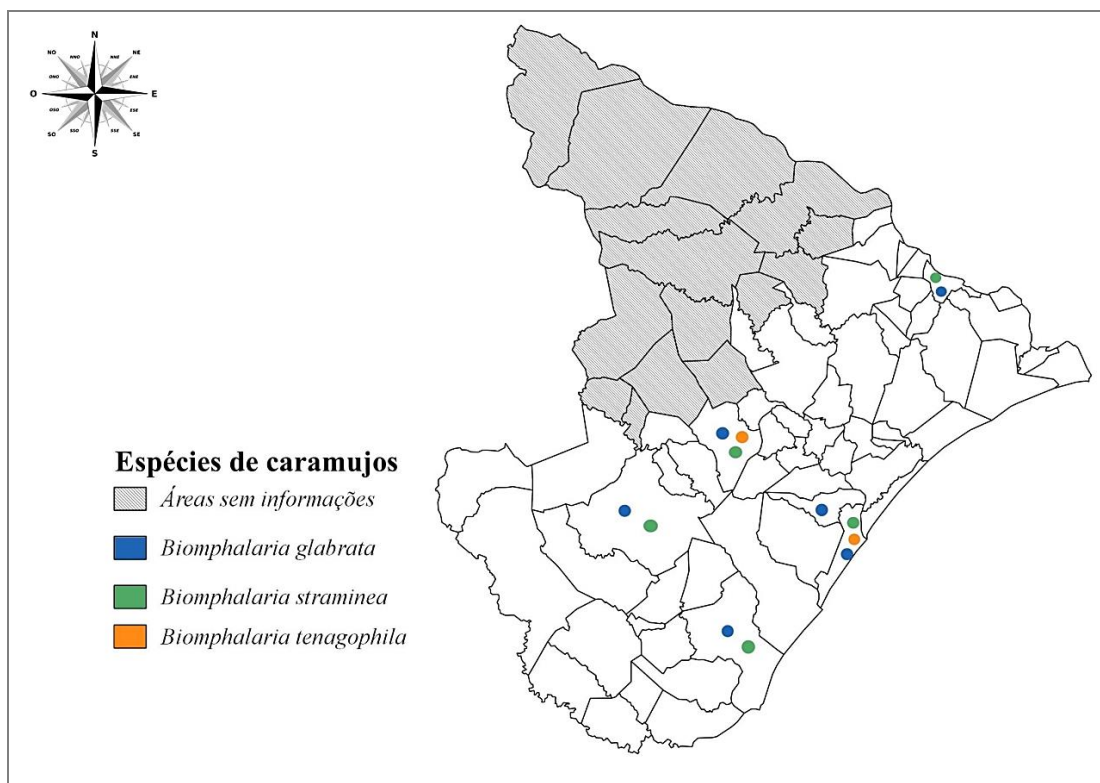 N
NO
NE
NNO
NNE
ONO
ENE
O
E
OSO
ESE
SO
SE
SSO
SSE
S
Espécies de caramujos
Áreas sem informações
Biomphalaria glabrata
Biomphalaria straminea
Biomphalaria tenagophila